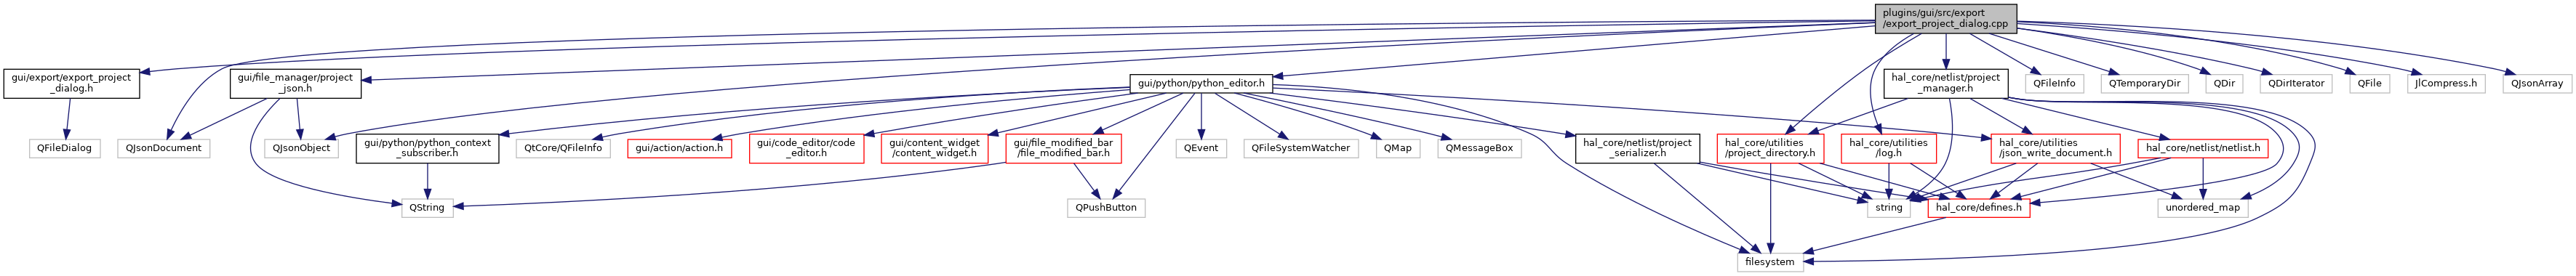 plugins/gui/src/export
/export_project_dialog.cpp
gui/export/export_project
_dialog.h
gui/file_manager/project
_json.h
gui/python/python_editor.h
hal_core/netlist/project
_manager.h
QFileInfo
QTemporaryDir
QDir
QDirIterator
QFile
JlCompress.h
QJsonArray
QFileDialog
QJsonDocument
QJsonObject
gui/python/python_context
_subscriber.h
QtCore/QFileInfo
gui/action/action.h
gui/code_editor/code
_editor.h
gui/content_widget
/content_widget.h
gui/file_modified_bar
/file_modified_bar.h
QEvent
QFileSystemWatcher
QMap
QMessageBox
hal_core/netlist/project
_serializer.h
hal_core/utilities
/project_directory.h
hal_core/utilities
/log.h
hal_core/utilities
/json_write_document.h
hal_core/netlist/netlist.h
QString
QPushButton
string
hal_core/defines.h
unordered_map
filesystem